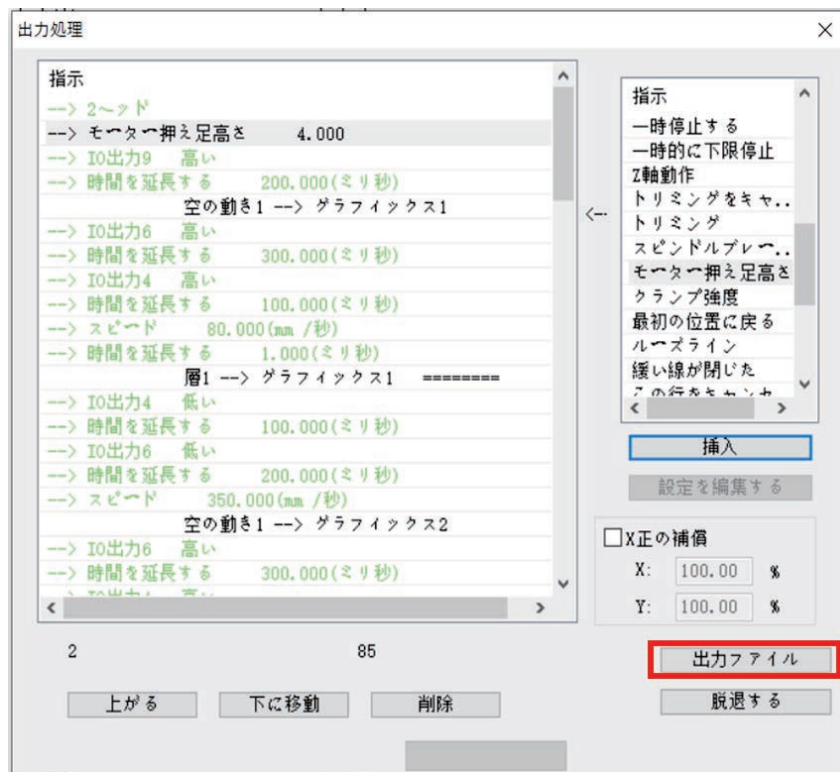 出力処理
指示
--> 2ヘッド
--> モーター押え足高さ 4.000
--> IO出力9 高い
--> 時間を延長する 200.000(ミリ秒)
空の動き1 --> グラフィックス1
--> IO出力6 高い
--> 時間を延長する 300.000(ミリ秒)
--> IO出力4 高い
--> 時間を延長する 100.000(ミリ秒)
--> スピード 80.000(mm /秒)
--> 時間を延長する 1.000(ミリ秒)
層1 --> グラフィックス1 ========
--> IO出力4 低い
--> 時間を延長する 100.000(ミリ秒)
--> IO出力6 低い
--> 時間を延長する 200.000(ミリ秒)
--> スピード 350.000(mm /秒)
空の動き1 --> グラフィックス2
--> IO出力6 高い
--> 時間を延長する 300.000(ミリ秒)
2
85
上がる
下に移動
削除
<---
指示
一時停止する
一時的に下限停止
Z軸動作
トリミングをキャ..
トリミング
スピンドルブレー..
モーター押え足高さ
クランプ強度
最初の位置に戻る
ルーズライン
緩い線が閉じた
挿入
設定を編集する
X正の補償
X: 100.00 %
Y: 100.00 %
出力ファイル
脱退する